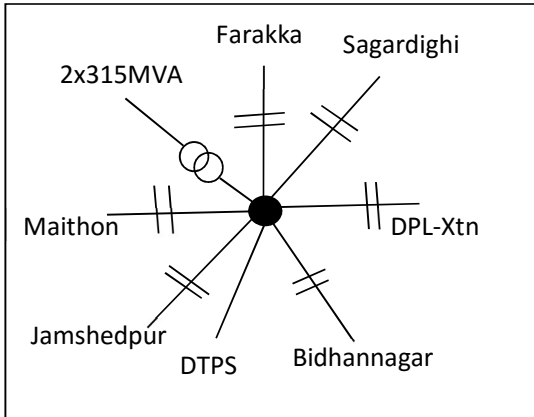 Farakka
Sagardighi
2x315MVA
Maithon
DPL-Xtn
Jamshedpur
DTPS
Bidhannagar